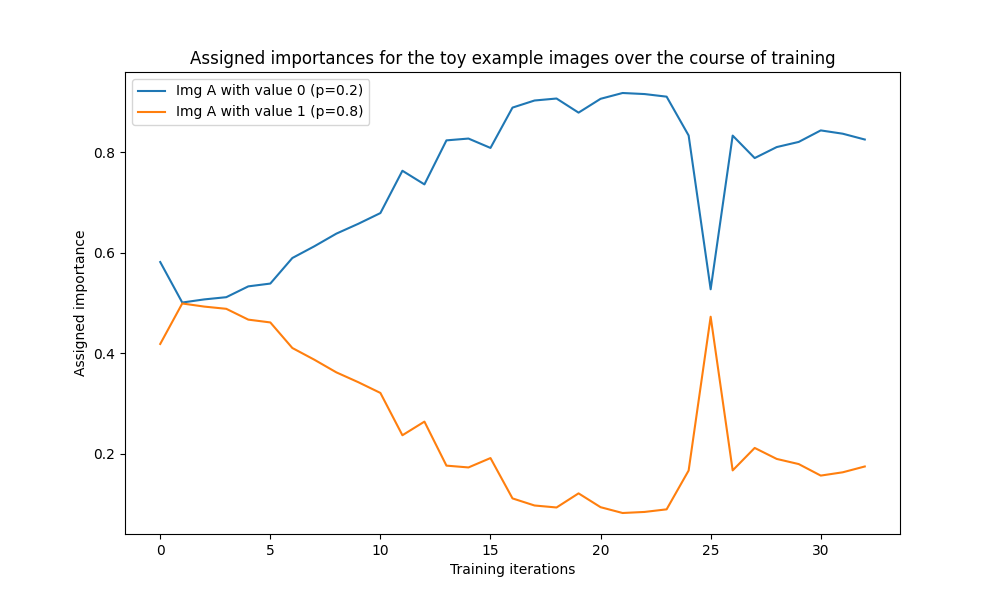 Assigned importances for the toy example images over the course of training
Img A with value 0 (p=0.2)
Img A with value 1 (p=0.8)
Assigned importance
0.8
0.6
0.4
0.2
0 5 10 15 20 25 30
Training iterations